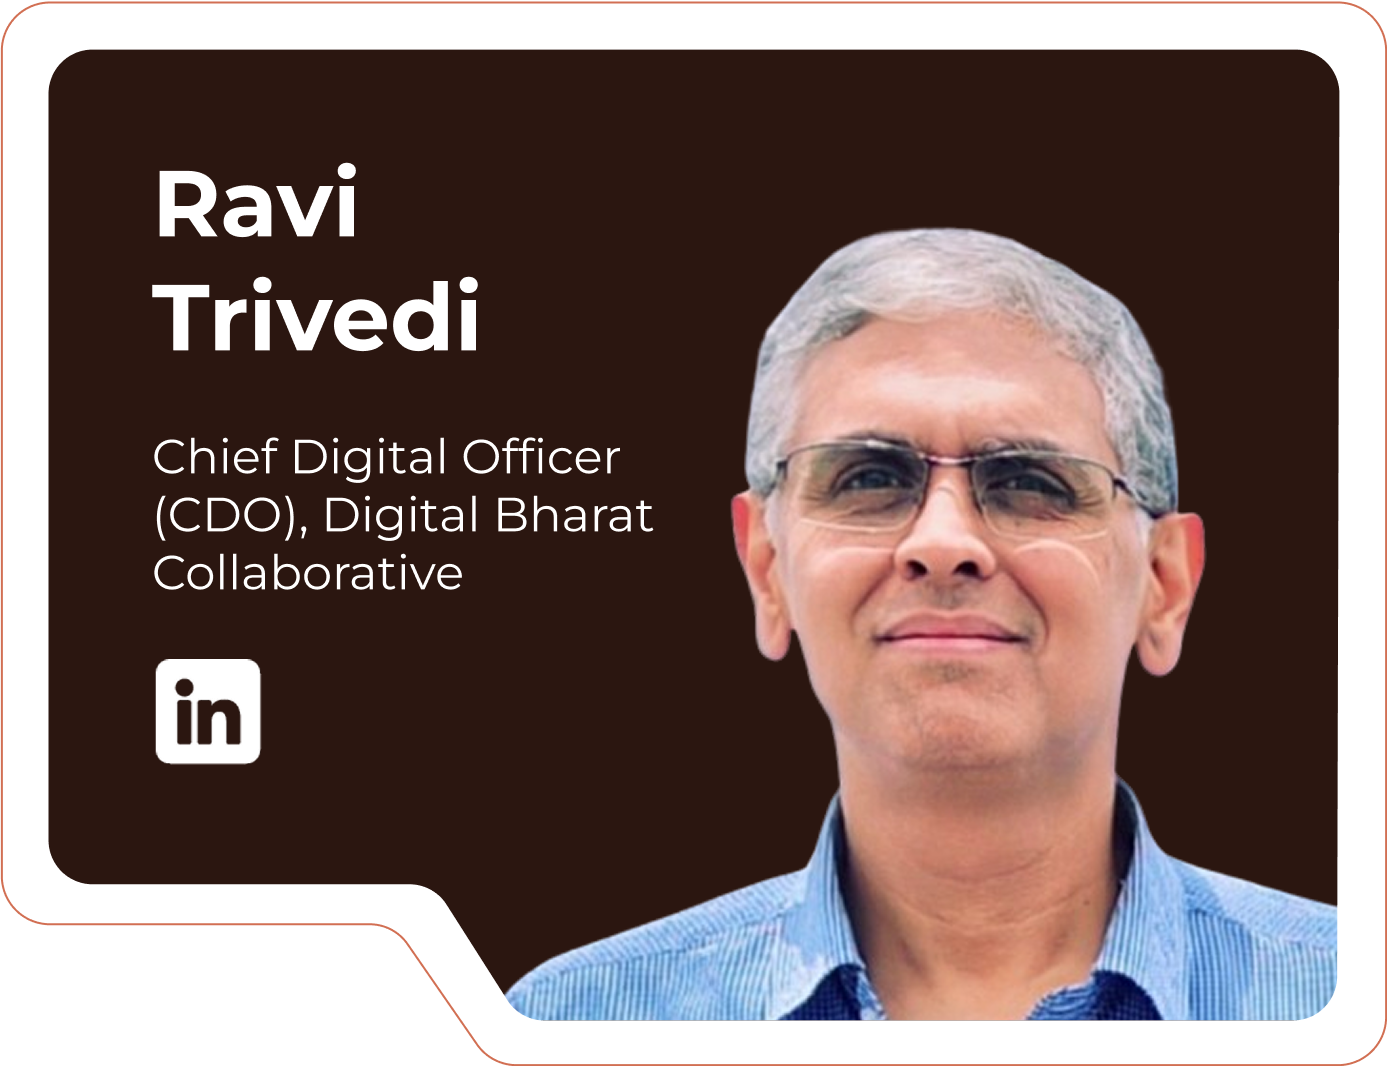 Ravi
Trivedi
Chief Digital Officer
(CDO), Digital Bharat
Collaborative
in